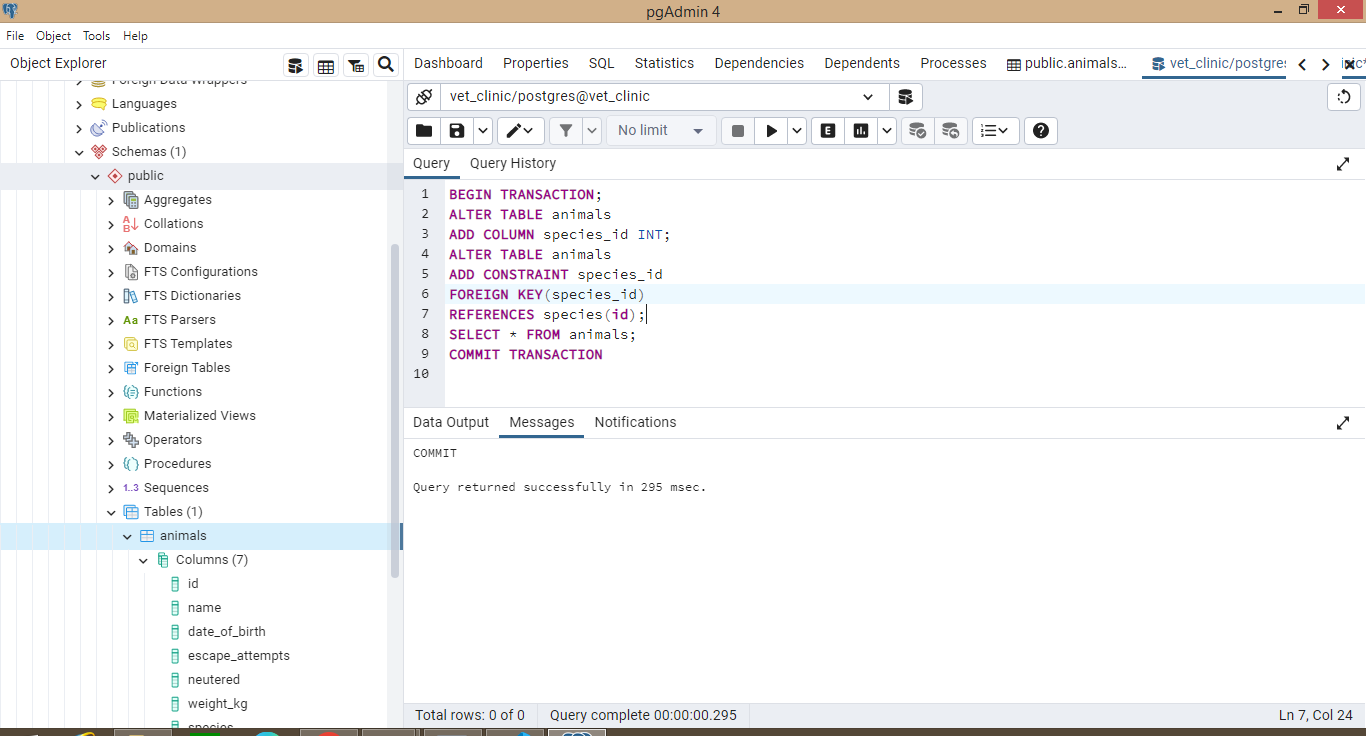 pgAdmin 4
File Object Tools Help
Object Explorer
Dashboard Properties SQL Statistics Dependencies Dependents Processes public.animals... vet_clinic/postgres
Foreign Data Wrappers
Languages
Publications
Schemas (1)
public
Aggregates
Collations
Domains
FTS Configurations
FTS Dictionaries
Aa FTS Parsers
FTS Templates
Foreign Tables
Functions
Materialized Views
Operators
Procedures
1..3 Sequences
Tables (1)
animals
Columns (7)
id
name
date_of_birth
escape_attempts
neutered
weight_kg
species
vet_clinic/postgres@vet_clinic
No limit
E
Query Query History
1 BEGIN TRANSACTION;
2 ALTER TABLE animals
3 ADD COLUMN species_id INT;
4 ALTER TABLE animals
5 ADD CONSTRAINT species_id
6 FOREIGN KEY(species_id)
7 REFERENCES species(id);
8 SELECT * FROM animals;
9 COMMIT TRANSACTION
10
Data Output Messages Notifications
COMMIT
Query returned successfully in 295 msec.
Total rows: 0 of 0 Query complete 00:00:00.295 Ln 7, Col 24